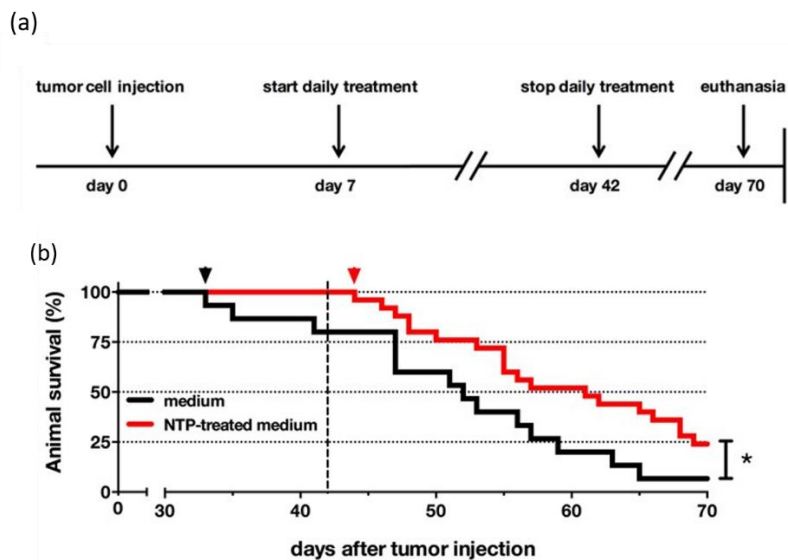 (a)
tumor cell injection start daily treatment stop daily treatment euthanasia
day 0 day 7 day 42 day 70
(b)
Animal survival (%)
100
75
50
25
0
medium
NTP-treated medium
*
0 30 40 50 60 70
days after tumor injection